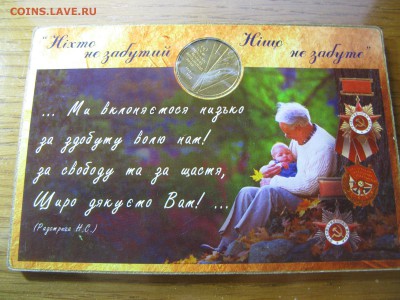 COINS.LAVE.RU
"Ніхто не забутий
Ніщо не забуте"
... Ми вклоняємося низько
за здобуту волю нам!
за свободу та за щастя,
Щиро дякуємо Вам! ...